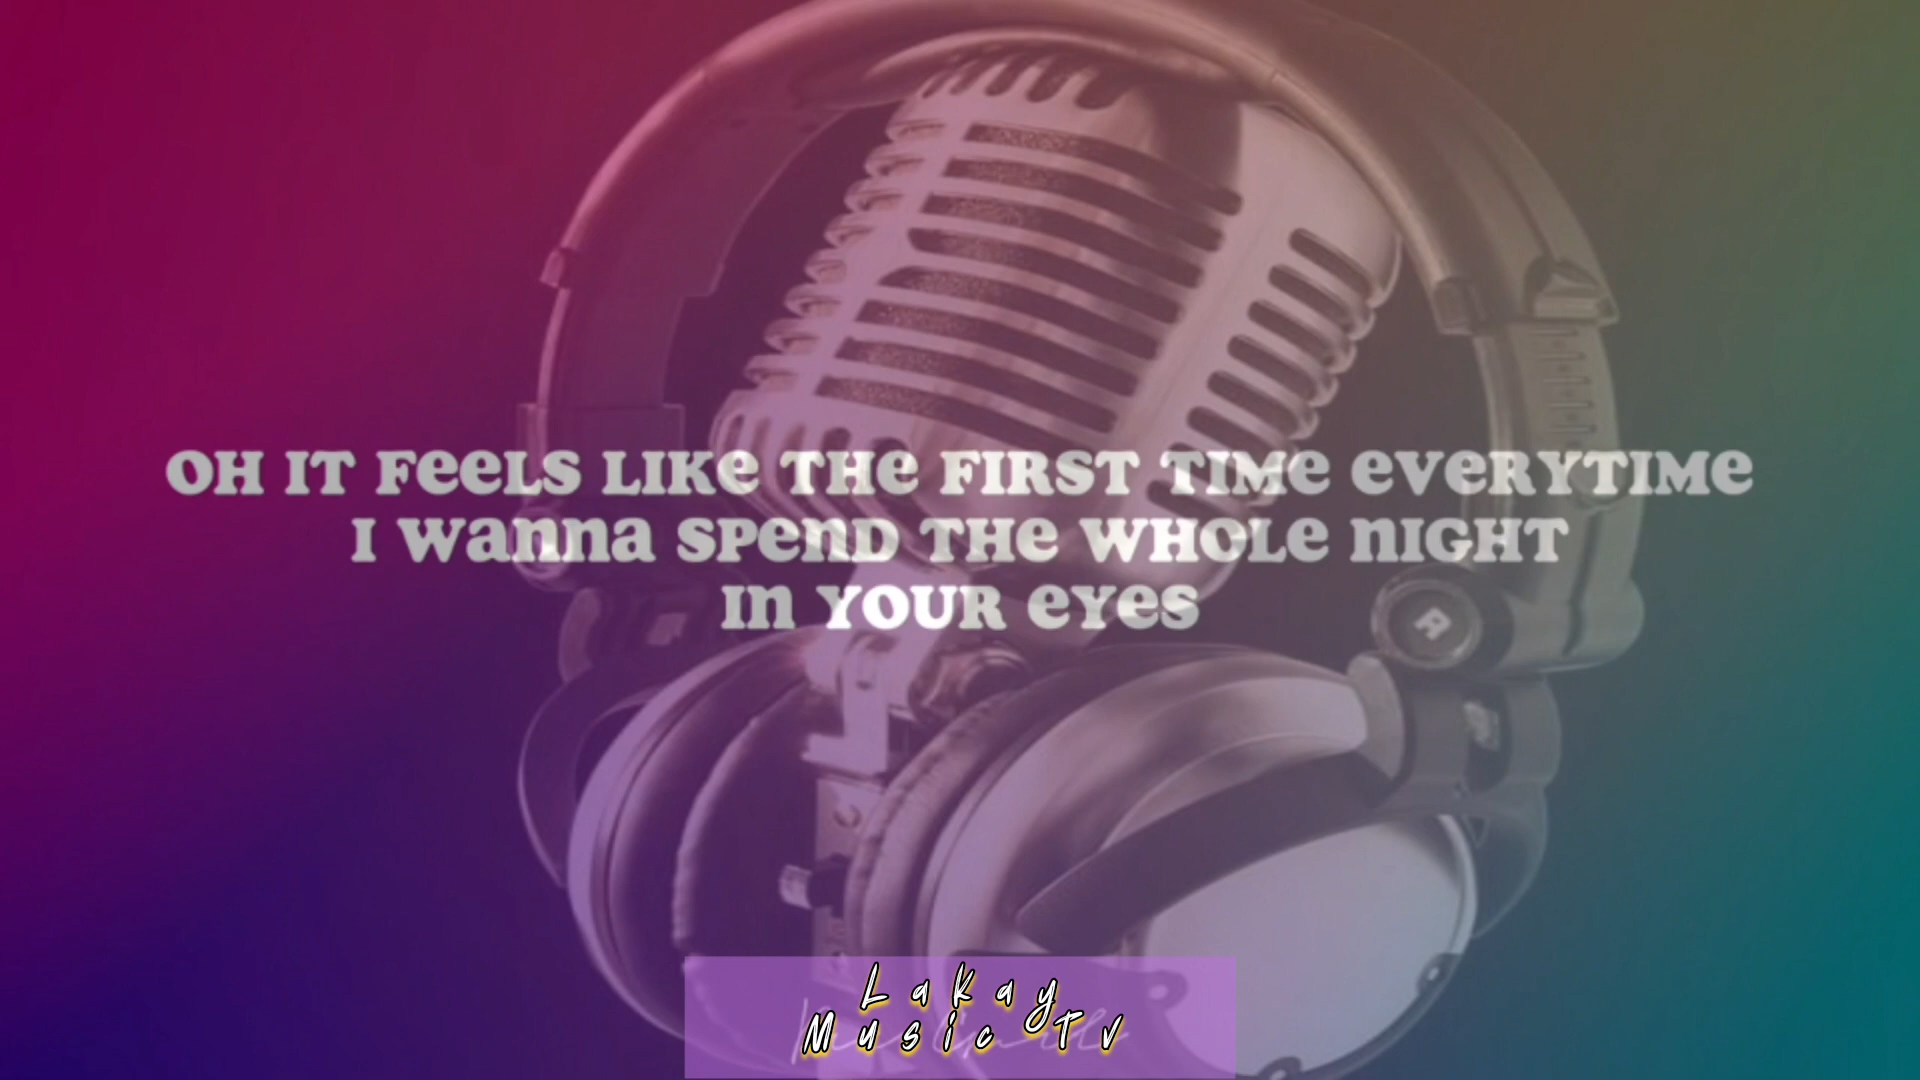 OH IT FEELS LIKE THE FIRST TIME EVERYTIME
I WANNA SPEND THE WHOLE NIGHT
IN YOUR EYES
Lakay
Music Tv